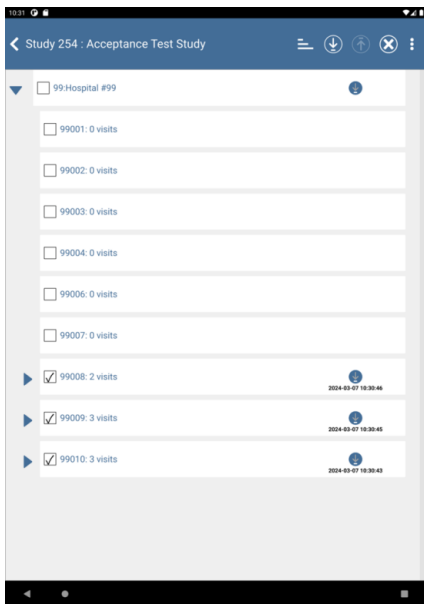 10:31
Study 254 : Acceptance Test Study
99:Hospital #99
99001: 0 visits
99002: 0 visits
99003: 0 visits
99004: 0 visits
99006: 0 visits
99007: 0 visits
99008: 2 visits
2024-03-07 10:30:46
99009: 3 visits
2024-03-07 10:30:45
99010: 3 visits
2024-03-07 10:30:43